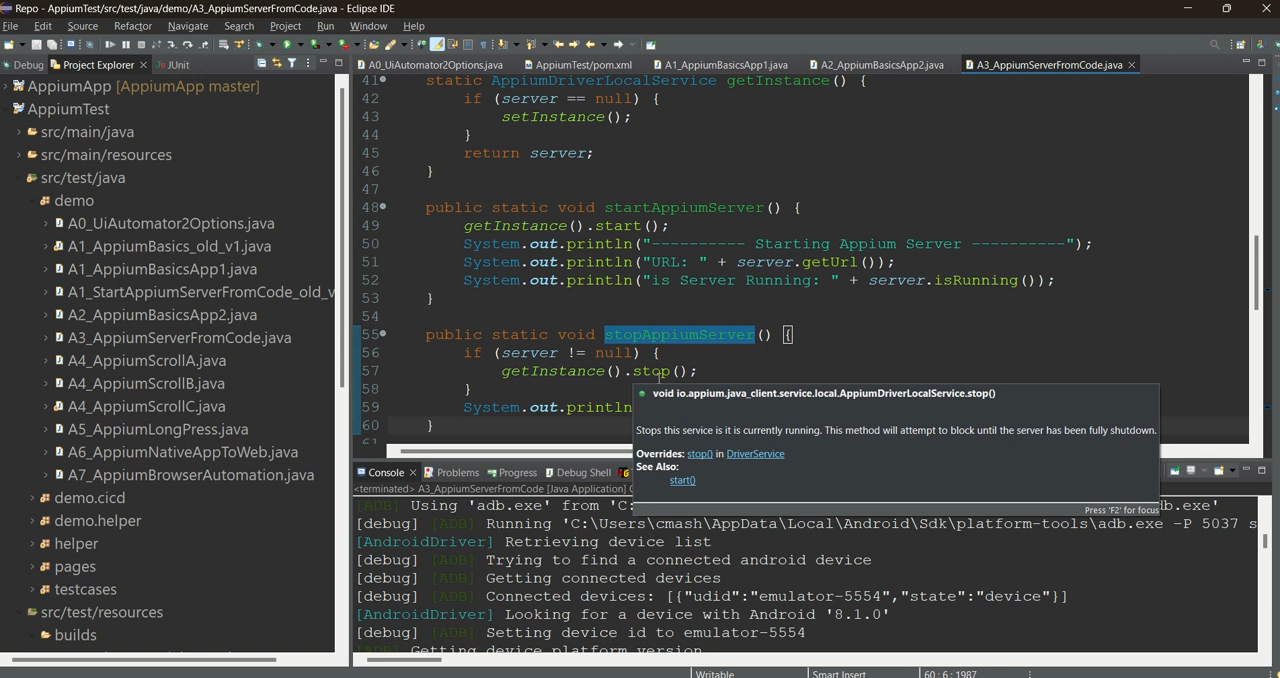 Repo - AppiumTest/src/test/java/demo/A3_AppiumServerFromCode.java - Eclipse IDE
File Edit Source Refactor Navigate Search Project Run Window Help
Debug Project Explorer JUnit
A0_UiAutomator2Options.java AppiumTest/pom.xml A1_AppiumBasicsApp1.java A2_AppiumBasicsApp2.java A3_AppiumServerFromCode.java
AppiumApp [AppiumApp master]
AppiumTest
src/main/java
src/main/resources
src/test/java
demo
A0_UiAutomator2Options.java
A1_AppiumBasics_old_v1.java
A1_AppiumBasicsApp1.java
A1_StartAppiumServerFromCode_old_v
A2_AppiumBasicsApp2.java
A3_AppiumServerFromCode.java
A4_AppiumScrollA.java
A4_AppiumScrollB.java
A4_AppiumScrollC.java
A5_AppiumLongPress.java
A6_AppiumNativeAppToWeb.java
A7_AppiumBrowserAutomation.java
demo.cicd
demo.helper
helper
pages
testcases
src/test/resources
builds
41 static AppiumDriverLocalService getInstance() {
42 if (server == null) {
43 setInstance();
44 }
45 return server;
46 }
47
48 public static void startAppiumServer() {
49 getInstance().start();
50 System.out.println("---------- Starting Appium Server ----------");
51 System.out.println("URL: " + server.getUrl());
52 System.out.println("is Server Running: " + server.isRunning());
53 }
54
55 public static void stopAppiumServer() {
56 if (server != null) {
57 getInstance().stop();
58 }
59 System.out.println
60 }
61
void io.appium.java_client.service.local.AppiumDriverLocalService.stop()
Stops this service is it is currently running. This method will attempt to block until the server has been fully shutdown.
Overrides: stop() in DriverService
See Also:
start()
Press 'F2' for focus
Console Problems Progress Debug Shell
<terminated> A3_AppiumServerFromCode [Java Application]
[ADB] Using 'adb.exe' from 'C: b.exe'
[debug] [ADB] Running 'C:\Users\cmash\AppData\Local\Android\Sdk\platform-tools\adb.exe -P 5037 s
[AndroidDriver] Retrieving device list
[debug] [ADB] Trying to find a connected android device
[debug] [ADB] Getting connected devices
[debug] [ADB] Connected devices: [{"udid":"emulator-5554","state":"device"}]
[AndroidDriver] Looking for a device with Android '8.1.0'
[debug] [ADB] Setting device id to emulator-5554
[ADB] Getting device platform version
Writable Smart Insert 60 : 6 : 1987